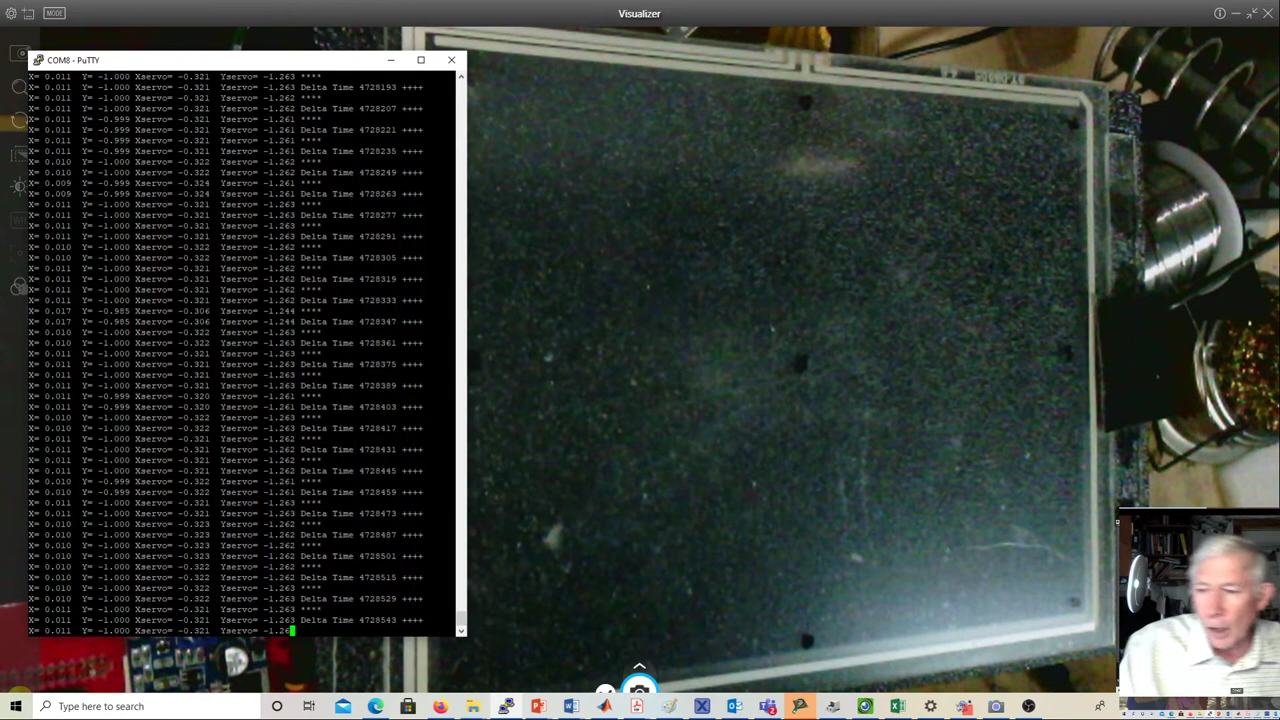 MODE
Visualizer
COM8 - PuTTY
X= 0.011  Y= -1.000 Xservo= -0.321  Yservo= -1.263 ****
X= 0.011  Y= -1.000 Xservo= -0.321  Yservo= -1.263 Delta Time 4728193 ++++
X= 0.011  Y= -1.000 Xservo= -0.321  Yservo= -1.262 ****
X= 0.011  Y= -1.000 Xservo= -0.321  Yservo= -1.262 Delta Time 4728207 ++++
X= 0.011  Y= -0.999 Xservo= -0.321  Yservo= -1.261 ****
X= 0.011  Y= -0.999 Xservo= -0.321  Yservo= -1.261 Delta Time 4728221 ++++
X= 0.011  Y= -0.999 Xservo= -0.321  Yservo= -1.261 ****
X= 0.011  Y= -0.999 Xservo= -0.321  Yservo= -1.261 Delta Time 4728235 ++++
X= 0.010  Y= -1.000 Xservo= -0.322  Yservo= -1.262 ****
X= 0.010  Y= -1.000 Xservo= -0.322  Yservo= -1.262 Delta Time 4728249 ++++
X= 0.009  Y= -0.999 Xservo= -0.324  Yservo= -1.261 ****
X= 0.009  Y= -0.999 Xservo= -0.324  Yservo= -1.261 Delta Time 4728263 ++++
X= 0.011  Y= -1.000 Xservo= -0.321  Yservo= -1.263 ****
X= 0.011  Y= -1.000 Xservo= -0.321  Yservo= -1.263 Delta Time 4728277 ++++
X= 0.011  Y= -1.000 Xservo= -0.321  Yservo= -1.263 ****
X= 0.011  Y= -1.000 Xservo= -0.321  Yservo= -1.263 Delta Time 4728291 ++++
X= 0.010  Y= -1.000 Xservo= -0.322  Yservo= -1.262 ****
X= 0.010  Y= -1.000 Xservo= -0.322  Yservo= -1.262 Delta Time 4728305 ++++
X= 0.011  Y= -1.000 Xservo= -0.321  Yservo= -1.262 ****
X= 0.011  Y= -1.000 Xservo= -0.321  Yservo= -1.262 Delta Time 4728319 ++++
X= 0.011  Y= -1.000 Xservo= -0.321  Yservo= -1.262 ****
X= 0.011  Y= -1.000 Xservo= -0.321  Yservo= -1.262 Delta Time 4728333 ++++
X= 0.017  Y= -0.985 Xservo= -0.306  Yservo= -1.244 ****
X= 0.017  Y= -0.985 Xservo= -0.306  Yservo= -1.244 Delta Time 4728347 ++++
X= 0.010  Y= -1.000 Xservo= -0.322  Yservo= -1.263 ****
X= 0.010  Y= -1.000 Xservo= -0.322  Yservo= -1.263 Delta Time 4728361 ++++
X= 0.011  Y= -1.000 Xservo= -0.321  Yservo= -1.263 ****
X= 0.011  Y= -1.000 Xservo= -0.321  Yservo= -1.263 Delta Time 4728375 ++++
X= 0.011  Y= -1.000 Xservo= -0.321  Yservo= -1.263 ****
X= 0.011  Y= -1.000 Xservo= -0.321  Yservo= -1.263 Delta Time 4728389 ++++
X= 0.011  Y= -0.999 Xservo= -0.320  Yservo= -1.261 ****
X= 0.011  Y= -0.999 Xservo= -0.320  Yservo= -1.261 Delta Time 4728403 ++++
X= 0.010  Y= -1.000 Xservo= -0.322  Yservo= -1.263 ****
X= 0.010  Y= -1.000 Xservo= -0.322  Yservo= -1.263 Delta Time 4728417 ++++
X= 0.011  Y= -1.000 Xservo= -0.321  Yservo= -1.262 ****
X= 0.011  Y= -1.000 Xservo= -0.321  Yservo= -1.262 Delta Time 4728431 ++++
X= 0.011  Y= -1.000 Xservo= -0.321  Yservo= -1.262 ****
X= 0.011  Y= -1.000 Xservo= -0.321  Yservo= -1.262 Delta Time 4728445 ++++
X= 0.010  Y= -0.999 Xservo= -0.322  Yservo= -1.261 ****
X= 0.010  Y= -0.999 Xservo= -0.322  Yservo= -1.261 Delta Time 4728459 ++++
X= 0.011  Y= -1.000 Xservo= -0.321  Yservo= -1.263 ****
X= 0.011  Y= -1.000 Xservo= -0.321  Yservo= -1.263 Delta Time 4728473 ++++
X= 0.010  Y= -1.000 Xservo= -0.323  Yservo= -1.262 ****
X= 0.010  Y= -1.000 Xservo= -0.323  Yservo= -1.262 Delta Time 4728487 ++++
X= 0.010  Y= -1.000 Xservo= -0.323  Yservo= -1.262 ****
X= 0.010  Y= -1.000 Xservo= -0.323  Yservo= -1.262 Delta Time 4728501 ++++
X= 0.010  Y= -1.000 Xservo= -0.322  Yservo= -1.262 ****
X= 0.010  Y= -1.000 Xservo= -0.322  Yservo= -1.262 Delta Time 4728515 ++++
X= 0.010  Y= -1.000 Xservo= -0.322  Yservo= -1.263 ****
X= 0.010  Y= -1.000 Xservo= -0.322  Yservo= -1.263 Delta Time 4728529 ++++
X= 0.011  Y= -1.000 Xservo= -0.321  Yservo= -1.263 ****
X= 0.011  Y= -1.000 Xservo= -0.321  Yservo= -1.263 Delta Time 4728543 ++++
X= 0.011  Y= -1.000 Xservo= -0.321  Yservo= -1.26
Type here to search